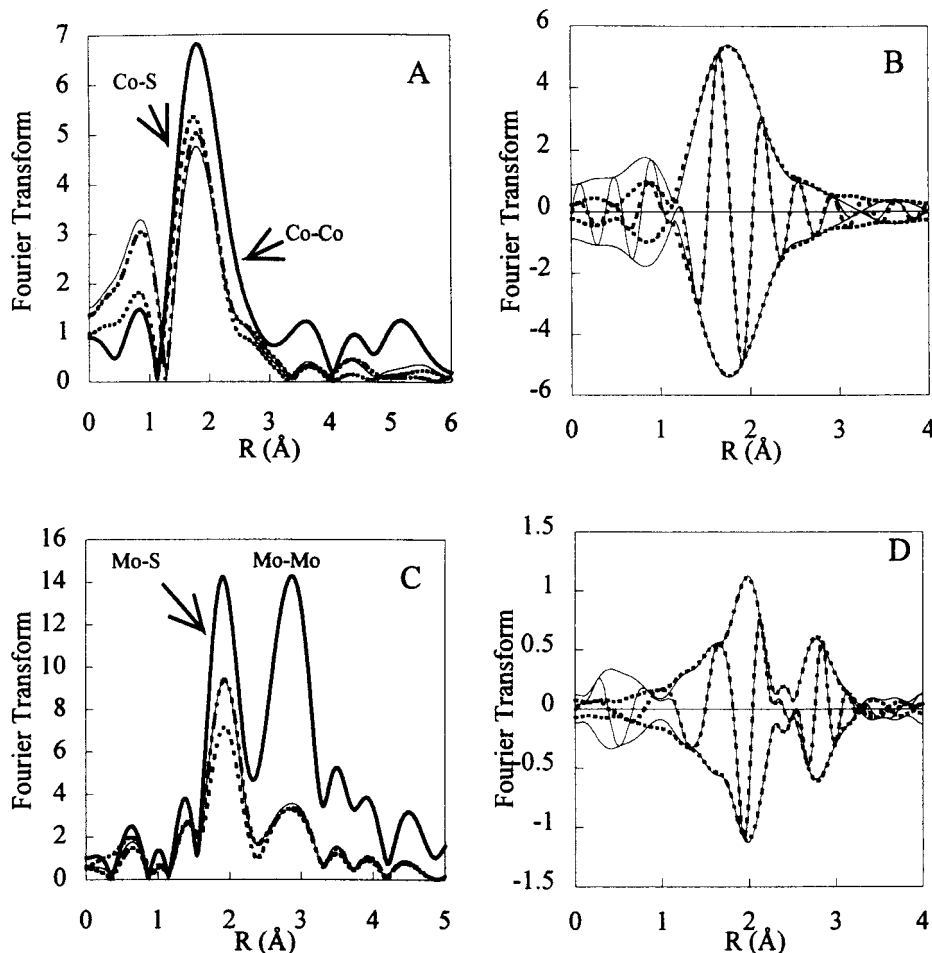 A
7
6
5
4
3
2
1
0
Fourier Transform
Co-S
Co-Co
0 1 2 3 4 5 6
R (Å)
B
6
4
2
0
-2
-4
-6
Fourier Transform
0 1 2 3 4
R (Å)
C
16
14
12
10
8
6
4
2
0
Fourier Transform
Mo-S
Mo-Mo
0 1 2 3 4 5
R (Å)
D
1.5
1
0.5
0
-0.5
-1
-1.5
Fourier Transform
0 1 2 3 4
R (Å)